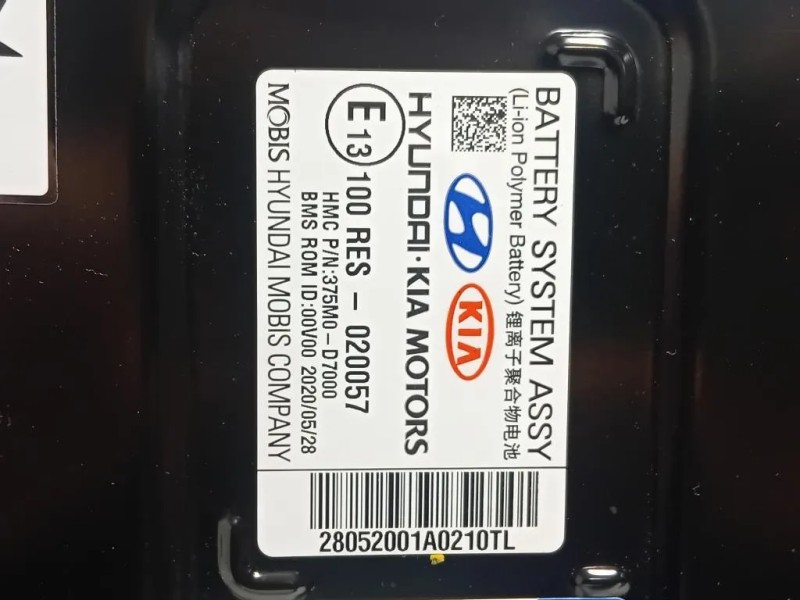 BATTERY SYSTEM ASSY
(Li-ion Polymer Battery) 锂离子聚合物电池
KIA
HYUNDAI·KIA MOTORS
E13 100 RES - 020057
HMC P/N:375M0-D7000
BMS ROM ID:00V00 2020/05/28
MOBIS HYUNDAI MOBIS COMPANY
28052001A0210TL